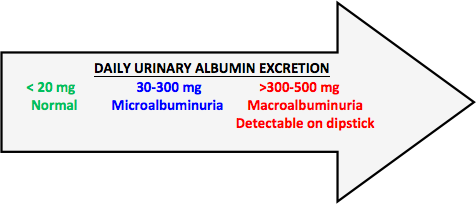 DAILY URINARY ALBUMIN EXCRETION
< 20 mg 30-300 mg >300-500 mg
Normal Microalbuminuria Macroalbuminuria
Detectable on dipstick